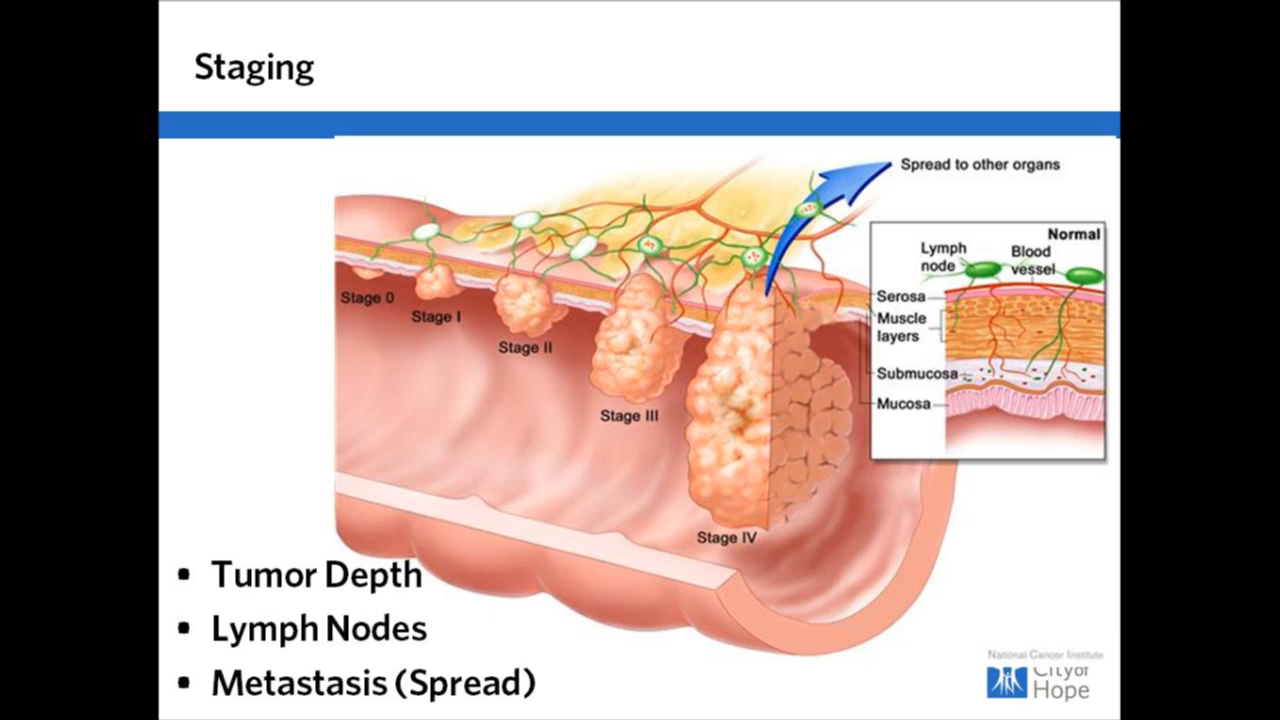 Staging
Spread to other organs
Normal
Lymph
node
Blood
vessel
Serosa
Muscle
layers
Submucosa
Mucosa
Stage 0
Stage I
Stage II
Stage III
Stage IV
• Tumor Depth
• Lymph Nodes
• Metastasis (Spread)
National Cancer Institute
City of
Hope